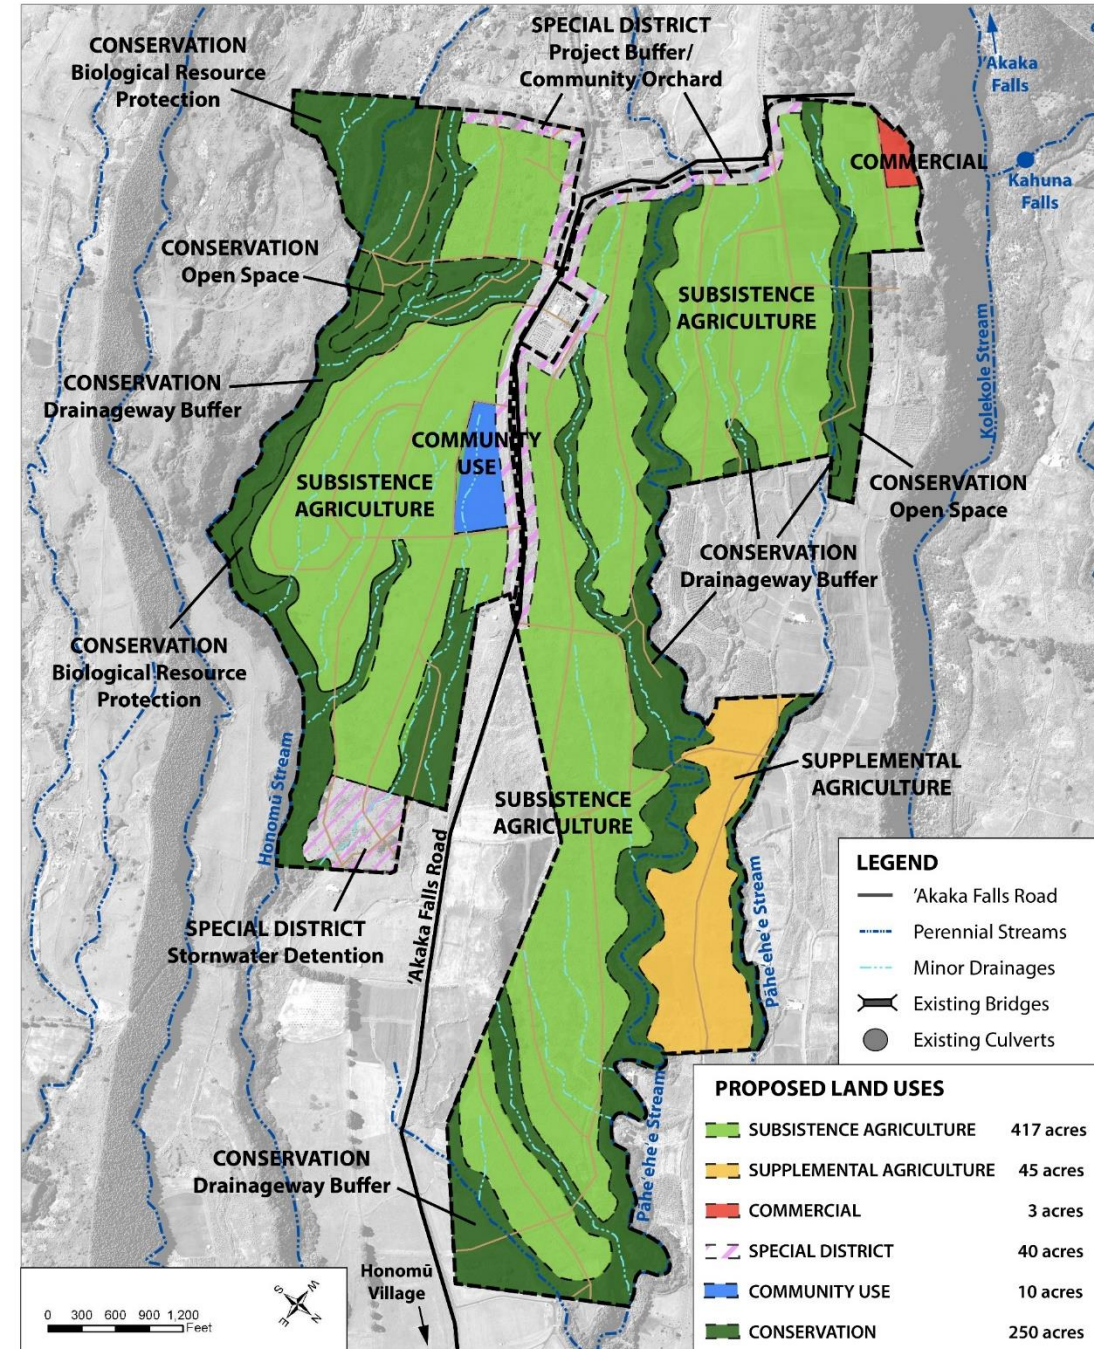 CONSERVATION
Biological Resource
Protection
SPECIAL DISTRICT
Project Buffer/
Community Orchard
'Akaka
Falls
COMMERCIAL
Kahuna
Falls
CONSERVATION
Open Space
SUBSISTENCE
AGRICULTURE
CONSERVATION
Drainageway Buffer
Kolekole Stream
COMMUNITY
USE
SUBSISTENCE
AGRICULTURE
CONSERVATION
Open Space
CONSERVATION
Drainageway Buffer
CONSERVATION
Biological Resource
Protection
SUPPLEMENTAL
AGRICULTURE
SUBSISTENCE
AGRICULTURE
Honomū Stream
'Akaka Falls Road
Pāheʻeheʻe Stream
SPECIAL DISTRICT
Stornwater Detention
LEGEND
'Akaka Falls Road
Perennial Streams
Minor Drainages
Existing Bridges
Existing Culverts
Pāheʻeheʻe Stream
CONSERVATION
Drainageway Buffer
Honomū
Village
PROPOSED LAND USES
SUBSISTENCE AGRICULTURE 417 acres
SUPPLEMENTAL AGRICULTURE 45 acres
COMMERCIAL 3 acres
SPECIAL DISTRICT 40 acres
COMMUNITY USE 10 acres
CONSERVATION 250 acres
0 300 600 900 1,200
Feet
S W
E N